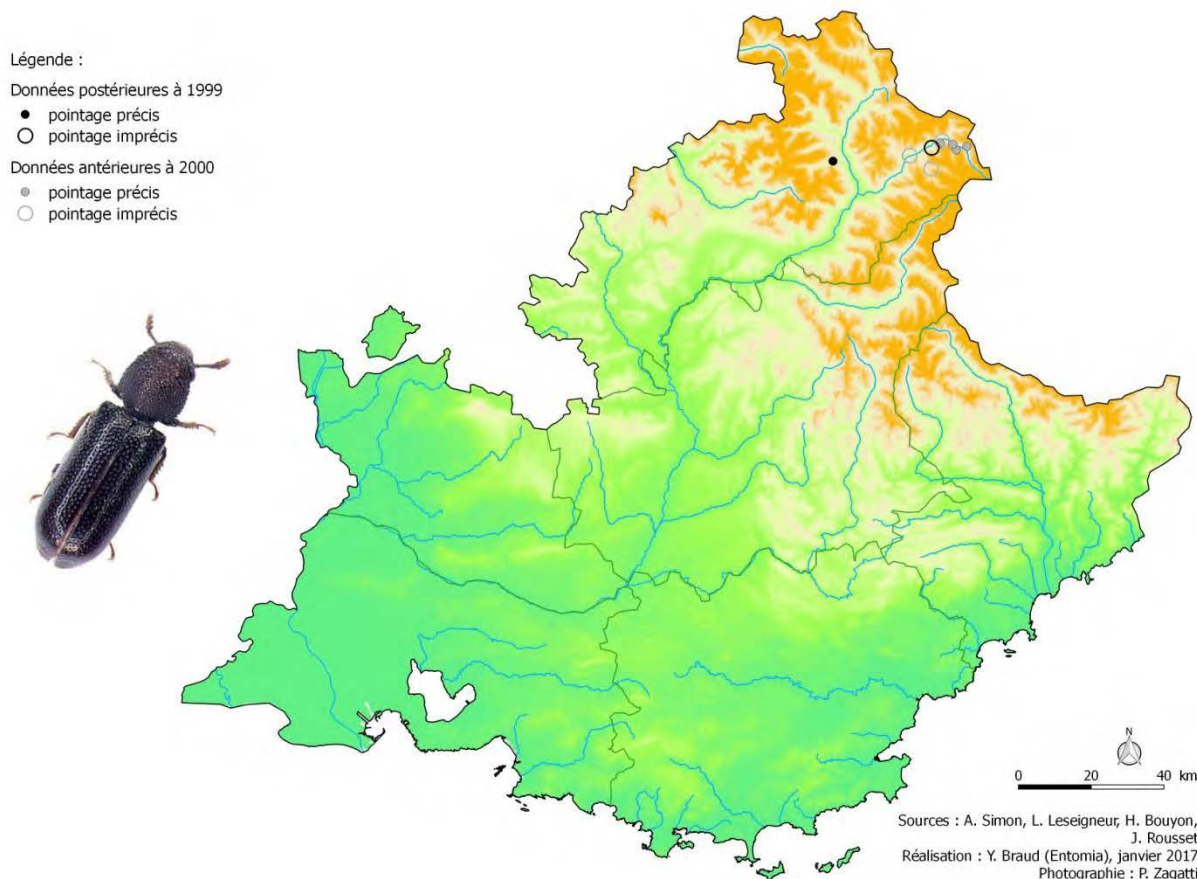 Légende :
Données postérieures à 1999
pointage précis
pointage imprécis
Données antérieures à 2000
pointage précis
pointage imprécis
N
0 20 40 km
Sources : A. Simon, L. Leseigneur, H. Bouyon,
J. Rousset
Réalisation : Y. Braud (Entomia), janvier 2017
Photographie : P. Zagatti